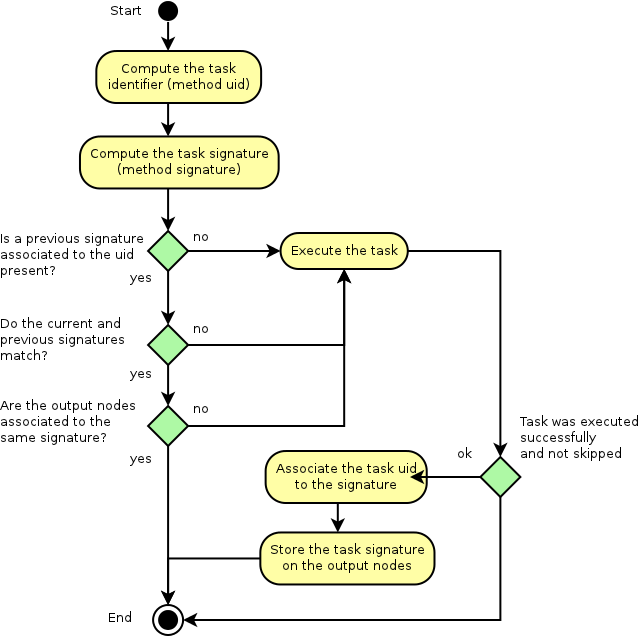 Start
Compute the task
identifier (method uid)
Compute the task signature
(method signature)
Is a previous signature
associated to the uid
present?
no
yes
Execute the task
Do the current and
previous signatures
match?
no
yes
Are the output nodes
associated to the
same signature?
no
yes
Task was executed
successfully
and not skipped
ok
Associate the task uid
to the signature
Store the task signature
on the output nodes
End